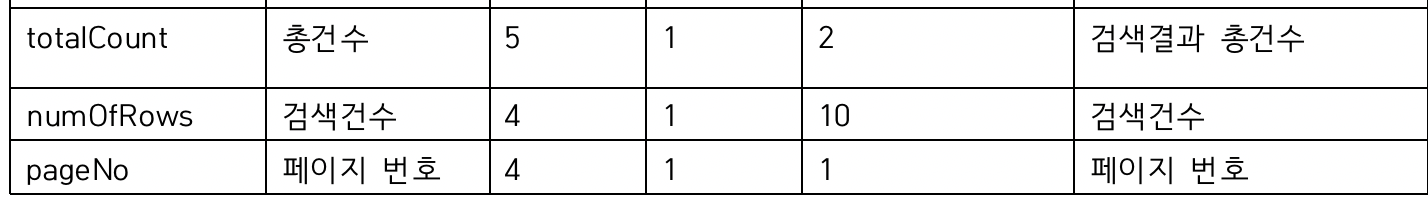 totalCount 총건수 5 1 2 검색결과 총건수
numOfRows 검색건수 4 1 10 검색건수
pageNo 페이지 번호 4 1 1 페이지 번호